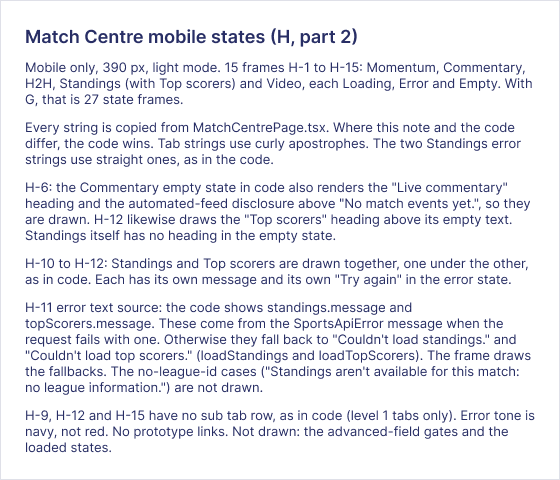 Match Centre mobile states (H, part 2)
Mobile only, 390 px, light mode. 15 frames H-1 to H-15: Momentum, Commentary,
H2H, Standings (with Top scorers) and Video, each Loading, Error and Empty. With
G, that is 27 state frames.
Every string is copied from MatchCentrePage.tsx. Where this note and the code
differ, the code wins. Tab strings use curly apostrophes. The two Standings error
strings use straight ones, as in the code.
H-6: the Commentary empty state in code also renders the "Live commentary"
heading and the automated-feed disclosure above "No match events yet.", so they
are drawn. H-12 likewise draws the "Top scorers" heading above its empty text.
Standings itself has no heading in the empty state.
H-10 to H-12: Standings and Top scorers are drawn together, one under the other,
as in code. Each has its own message and its own "Try again" in the error state.
H-11 error text source: the code shows standings.message and
topScorers.message. These come from the SportsApiError message when the
request fails with one. Otherwise they fall back to "Couldn't load standings." and
"Couldn't load top scorers." (loadStandings and loadTopScorers). The frame draws
the fallbacks. The no-league-id cases ("Standings aren't available for this match:
no league information.") are not drawn.
H-9, H-12 and H-15 have no sub tab row, as in code (level 1 tabs only). Error tone is
navy, not red. No prototype links. Not drawn: the advanced-field gates and the
loaded states.